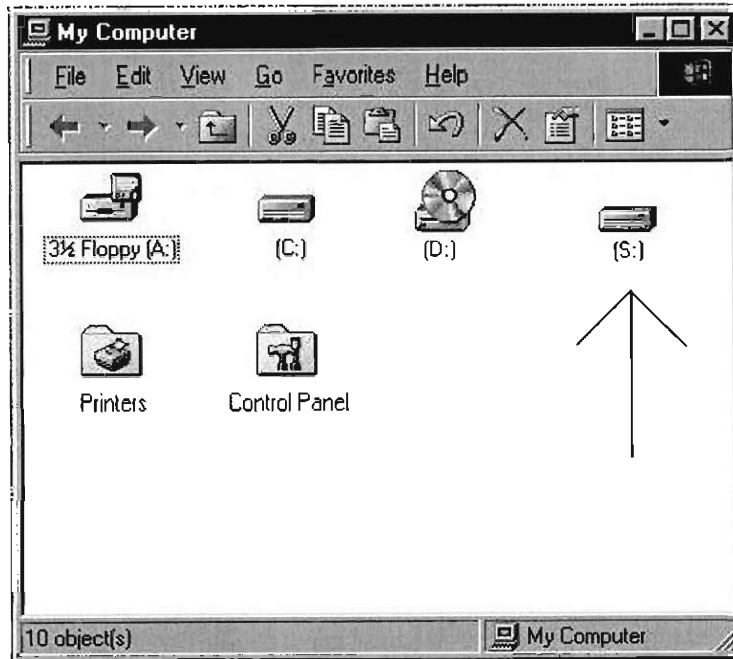 My Computer
File Edit View Go Favorites Help
3½ Floppy (A:) (C:) (D:) (S:)
Printers Control Panel
10 object(s) My Computer